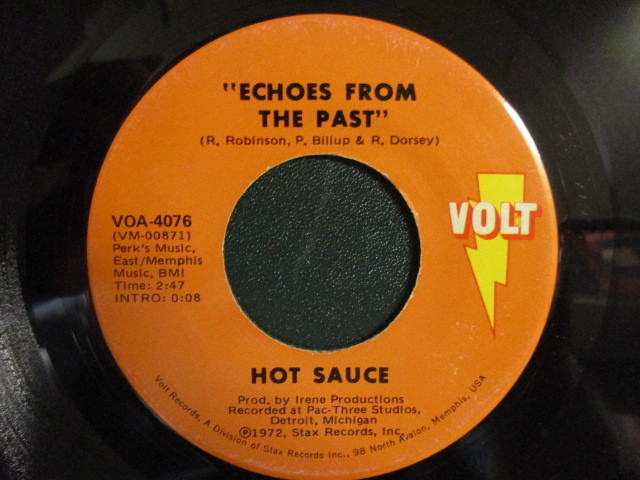 "ECHOES FROM
THE PAST"
(R. Robinson, P. Billup & R. Dorsey)
VOA-4076
(VM-00871)
Perk's Music,
East/Memphis
Music, BMI
Time: 2:47
INTRO: 0:08
VOLT
HOT SAUCE
Prod. by Irene Productions
Recorded at Pac-Three Studios,
Detroit, Michigan
℗1972, Stax Records, Inc.
Volt Records, A Division of Stax Records Inc., 98 North Avalon, Memphis, USA